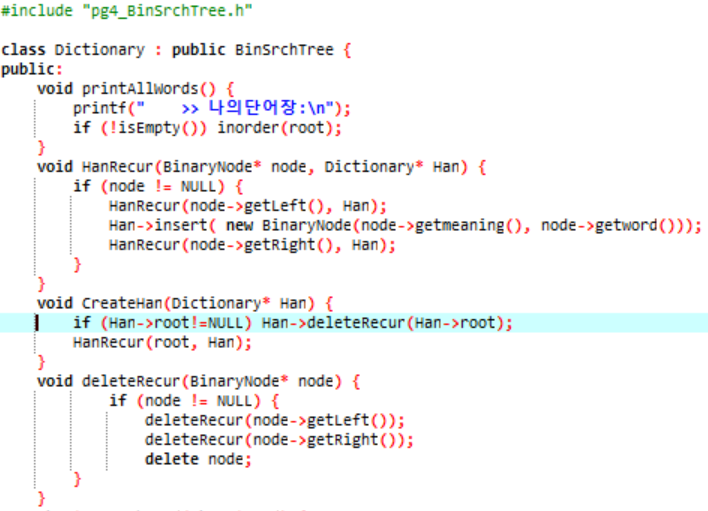 #include "pg4_BinSrchTree.h"
class Dictionary : public BinSrchTree {
public:
void printAllWords() {
printf("    >> 나의단어장:\n");
if (!isEmpty()) inorder(root);
}
void HanRecur(BinaryNode* node, Dictionary* Han) {
if (node != NULL) {
HanRecur(node->getLeft(), Han);
Han->insert( new BinaryNode(node->getmeaning(), node->getword()));
HanRecur(node->getRight(), Han);
}
}
void CreateHan(Dictionary* Han) {
if (Han->root!=NULL) Han->deleteRecur(Han->root);
HanRecur(root, Han);
}
void deleteRecur(BinaryNode* node) {
if (node != NULL) {
deleteRecur(node->getLeft());
deleteRecur(node->getRight());
delete node;
}
}